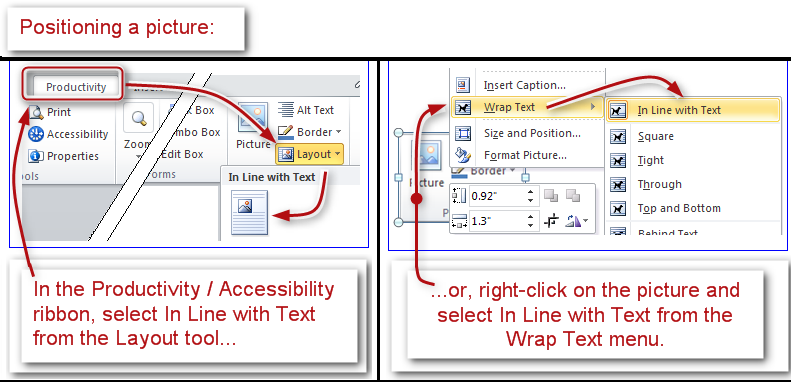 Positioning a picture:
Productivity
Print
Accessibility
Properties
ools
Zoom
Box
mbo Box
Edit Box
Forms
Picture
Alt Text
Border
Layout
In Line with Text
In the Productivity / Accessibility
ribbon, select In Line with Text
from the Layout tool...
Insert Caption...
Wrap Text
Size and Position...
Format Picture...
In Line with Text
Square
Tight
Through
Top and Bottom
Behind Text
Picture
Border
0.92"
1.3"
P
...or, right-click on the picture and
select In Line with Text from the
Wrap Text menu.